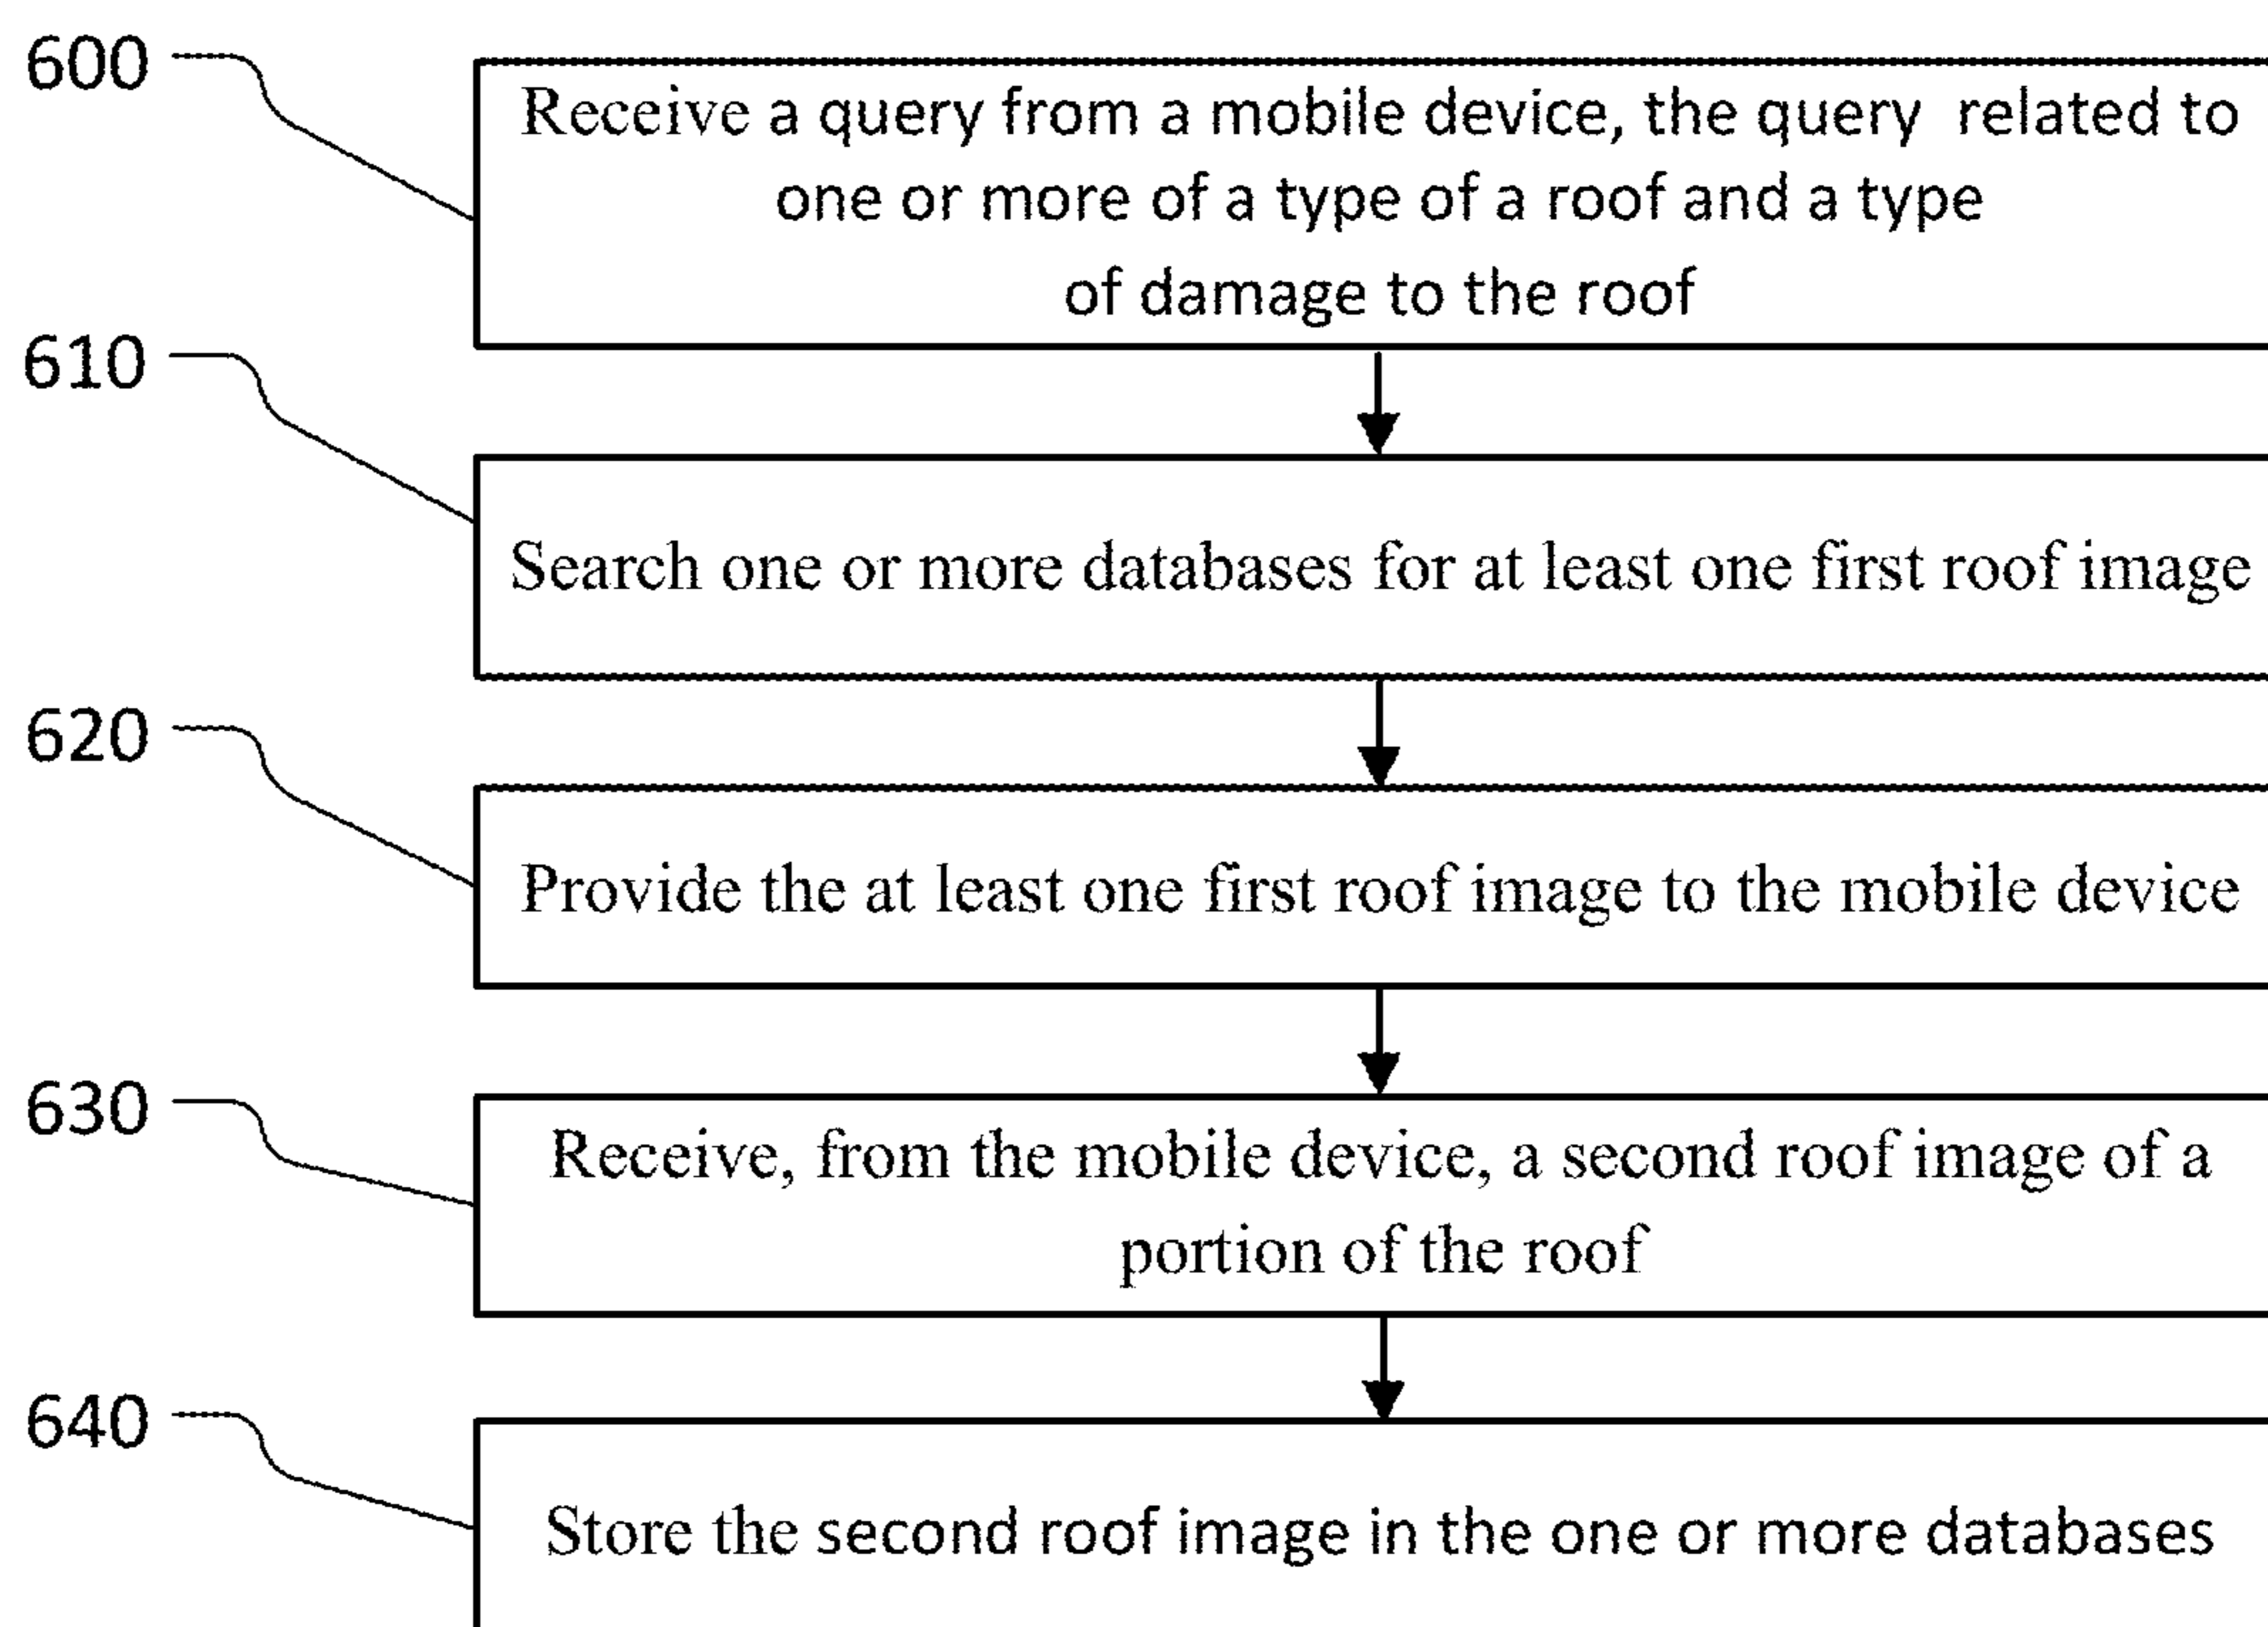 600
Receive a query from a mobile device, the query related to
one or more of a type of a roof and a type
of damage to the roof
610
Search one or more databases for at least one first roof image
620
Provide the at least one first roof image to the mobile device
630
Receive, from the mobile device, a second roof image of a
portion of the roof
640
Store the second roof image in the one or more databases